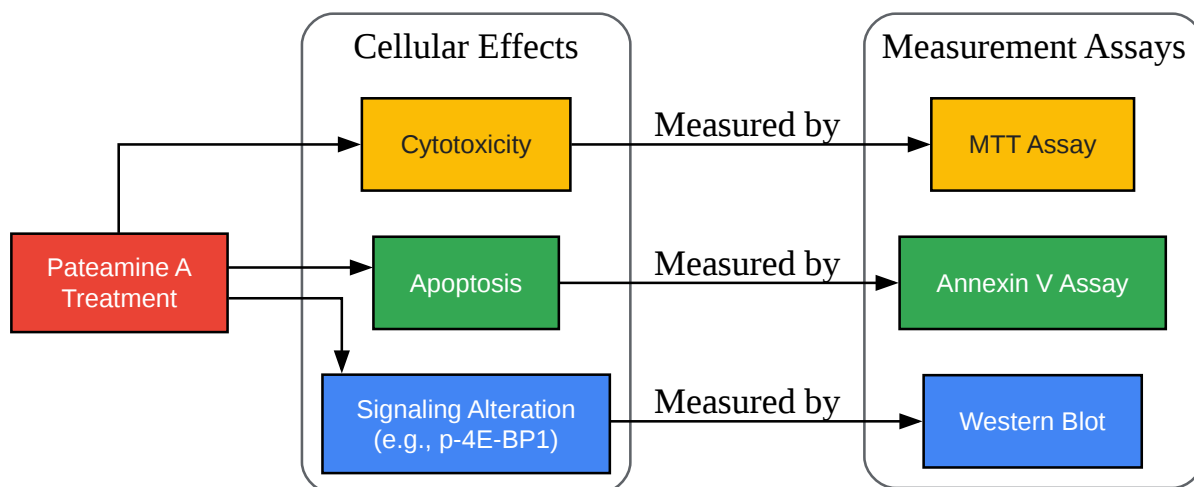 Cellular Effects
Measurement Assays
Cytotoxicity
Measured by
MTT Assay
Pateamine A
Treatment
Apoptosis
Measured by
Annexin V Assay
Signaling Alteration
(e.g., p-4E-BP1)
Measured by
Western Blot